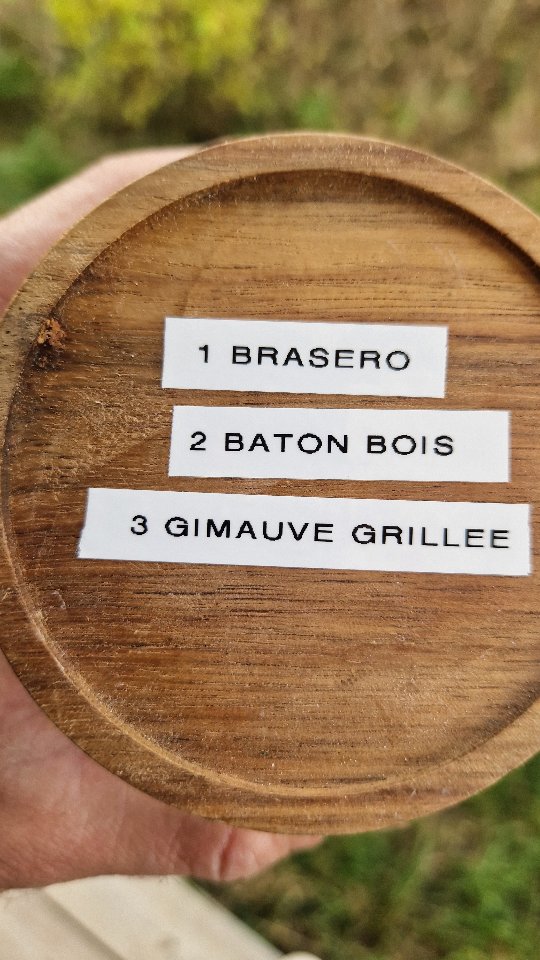 1 BRASERO
2 BATON BOIS
3 GIMAUVE GRILLEE